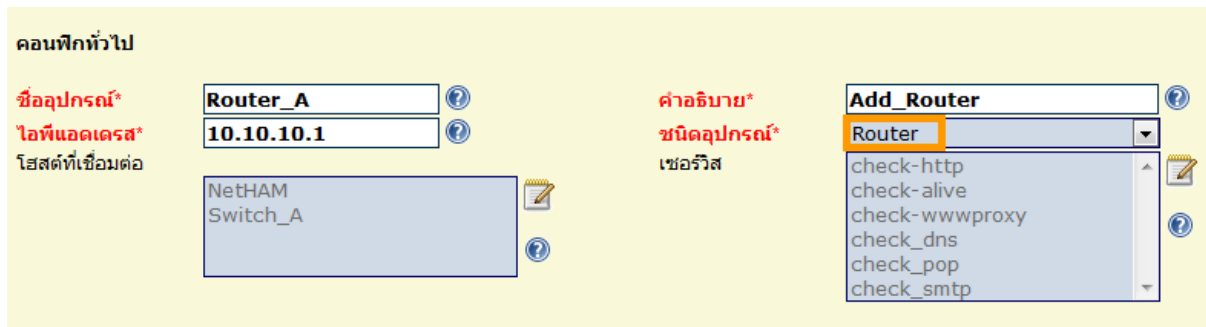 คอนฟิกทั่วไป
ชื่ออุปกรณ์* Router_A คำอธิบาย* Add_Router
ไอพีแอดเดรส* 10.10.10.1 ชนิดอุปกรณ์* Router
โฮสต์ที่เชื่อมต่อ เซอร์วิส
NetHAM
Switch_A
check-http
check-alive
check-wwwproxy
check_dns
check_pop
check_smtp